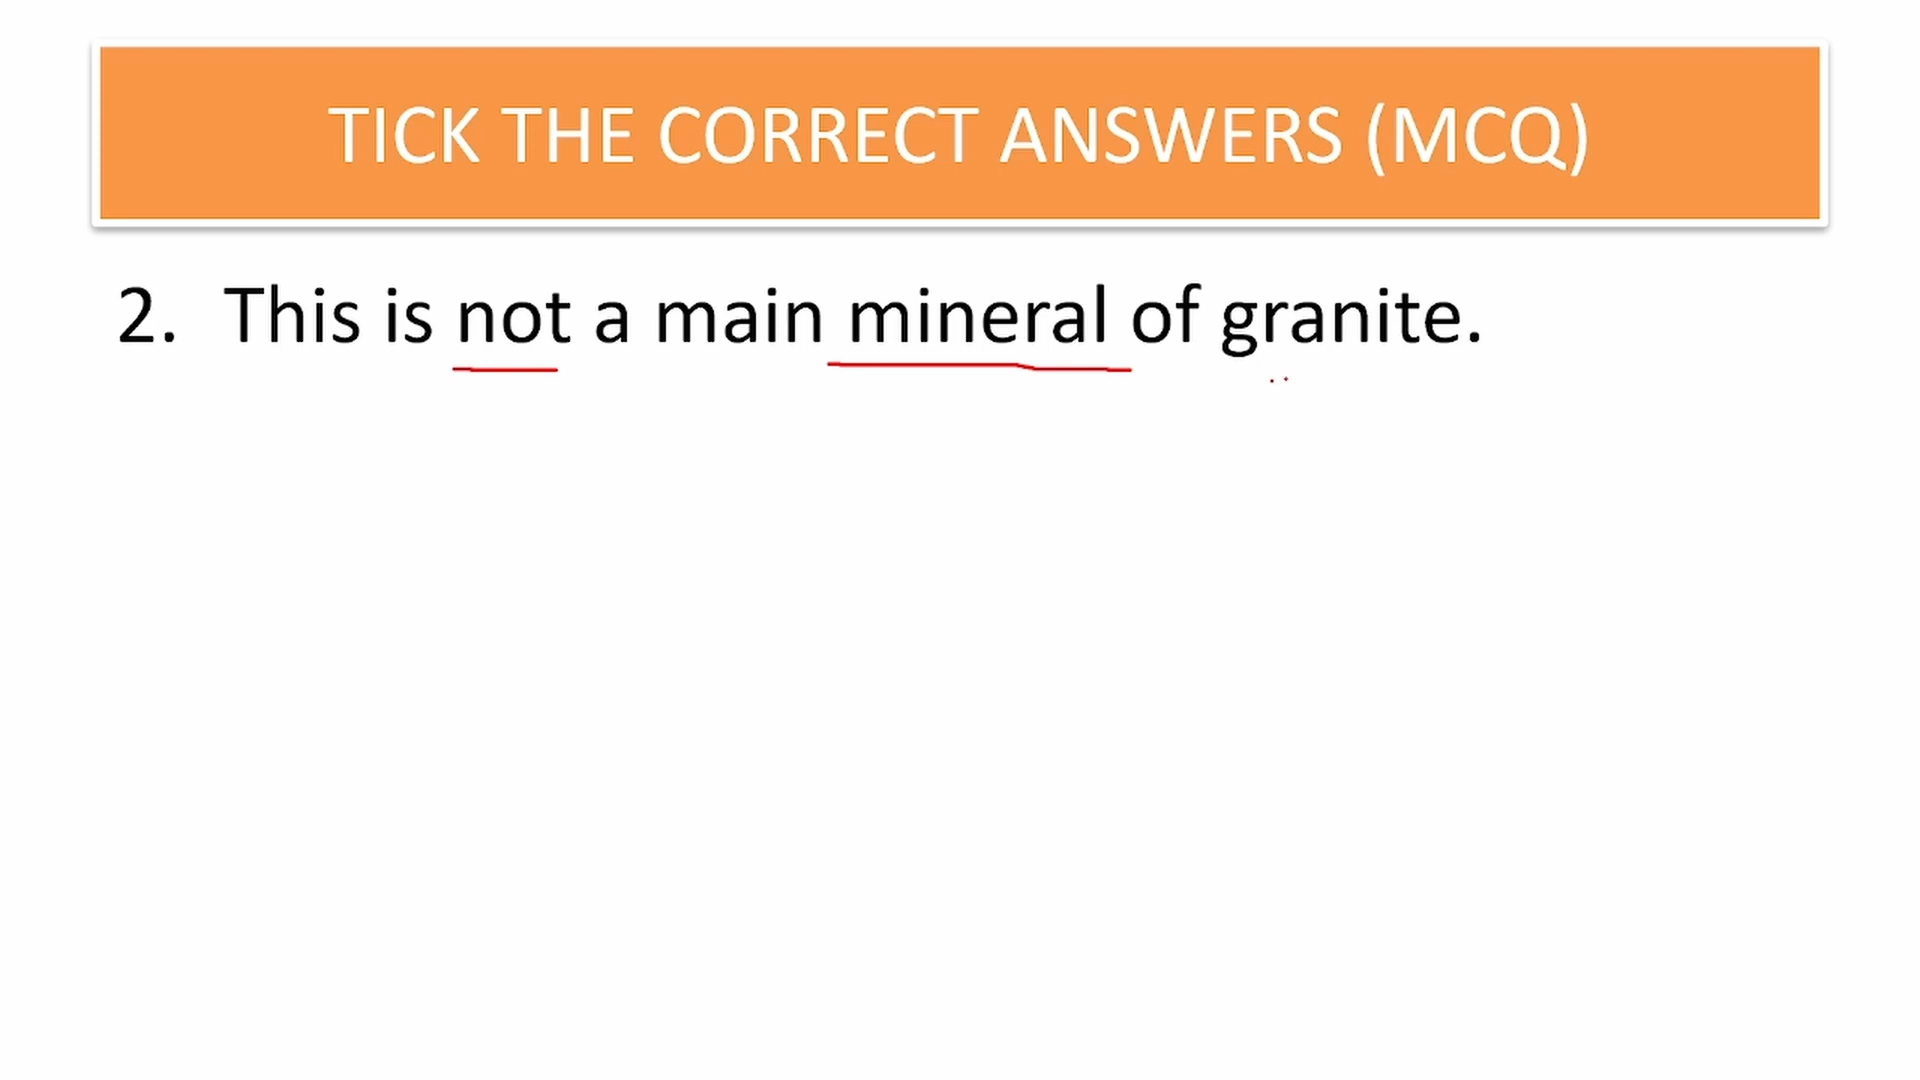 TICK THE CORRECT ANSWERS (MCQ)
2. This is not a main mineral of granite.